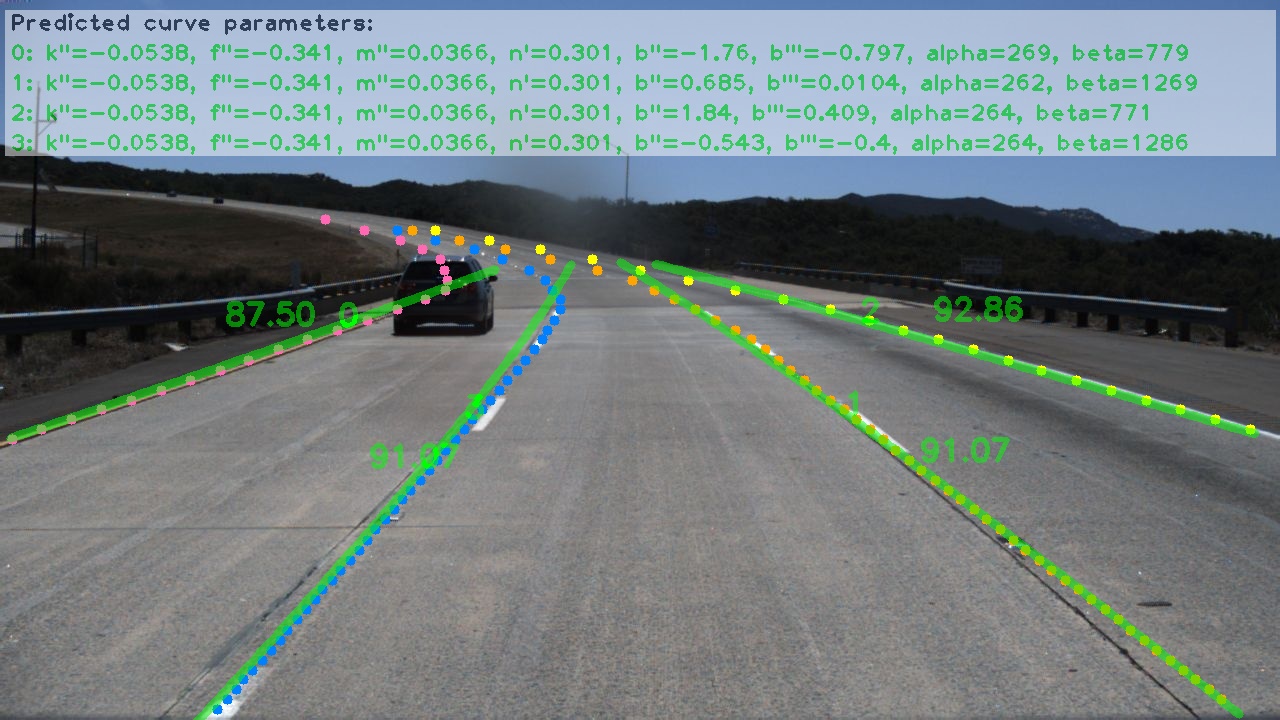 Predicted curve parameters:
0: k''=-0.0538, f''=-0.341, m''=0.0366, n'=0.301, b''=-1.76, b'''=-0.797, alpha=269, beta=779
1: k''=-0.0538, f''=-0.341, m''=0.0366, n'=0.301, b''=0.685, b'''=0.0104, alpha=262, beta=1269
2: k''=-0.0538, f''=-0.341, m''=0.0366, n'=0.301, b''=1.84, b'''=0.409, alpha=264, beta=771
3: k''=-0.0538, f''=-0.341, m''=0.0366, n'=0.301, b''=-0.543, b'''=-0.4, alpha=264, beta=1286
87.50 0
2 92.86
1
91.07